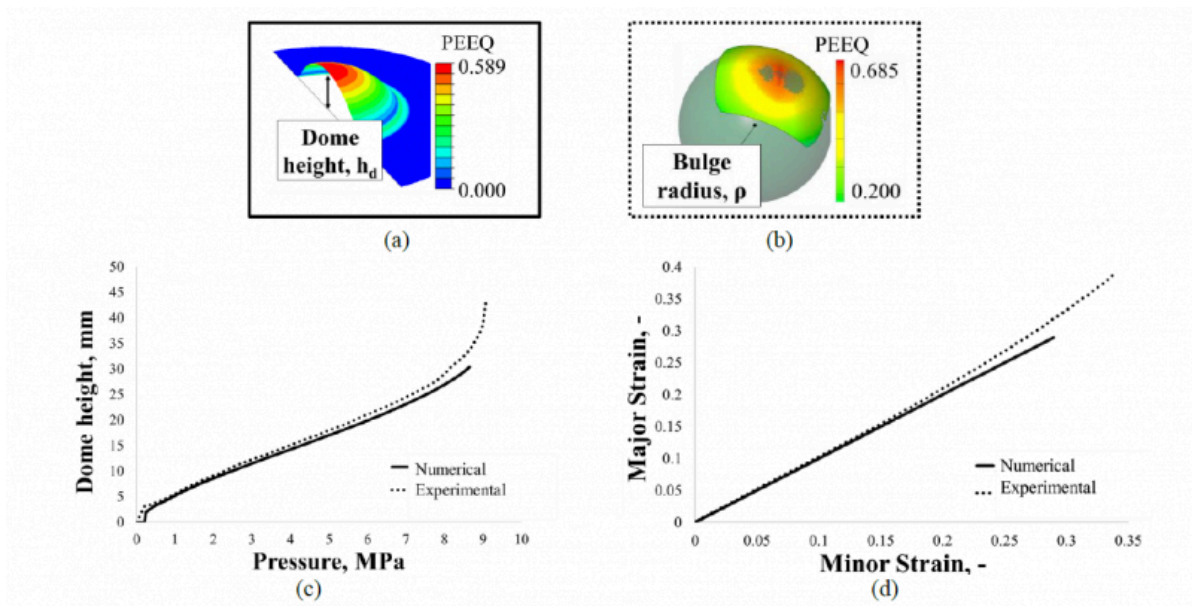 PEEQ
0.589
Dome
height, h_d
0.000
(a)
PEEQ
0.685
Bulge
radius, ρ
0.200
(b)
Dome height, mm
50
45
40
35
30
25
20
15
10
5
0
0 1 2 3 4 5 6 7 8 9 10
Numerical
Experimental
Pressure, MPa
(c)
Major Strain, -
0.4
0.35
0.3
0.25
0.2
0.15
0.1
0.05
0
0 0.05 0.1 0.15 0.2 0.25 0.3 0.35
Numerical
Experimental
Minor Strain, -
(d)